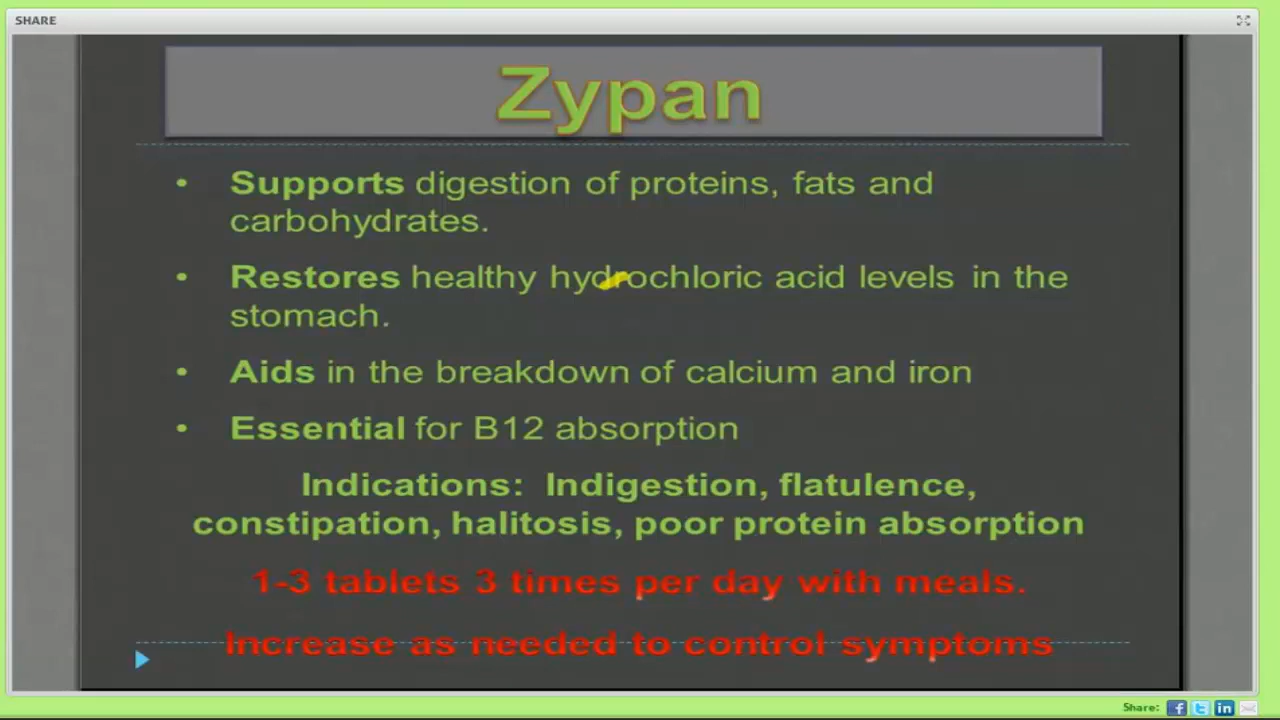 SHARE
Zypan
• Supports digestion of proteins, fats and
carbohydrates.
• Restores healthy hydrochloric acid levels in the
stomach.
• Aids in the breakdown of calcium and iron
• Essential for B12 absorption
Indications: Indigestion, flatulence,
constipation, halitosis, poor protein absorption
1-3 tablets 3 times per day with meals.
Increase as needed to control symptoms
Share: f t in